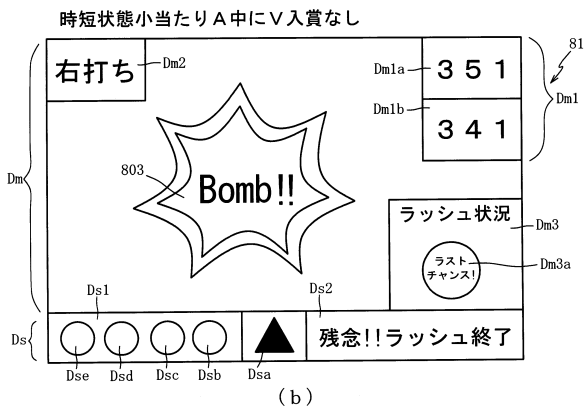 時短状態小当たりA中にV入賞なし
右打ち
Dm2
Dm1a
351
81
Dm1
Dm1b
341
Dm
803
Bomb!!
ラッシュ状況
Dm3
ラスト
チャンス!
Dm3a
Ds1
Ds2
Ds
残念!!ラッシュ終了
Dse
Dsd
Dsc
Dsb
Dsa
(b)